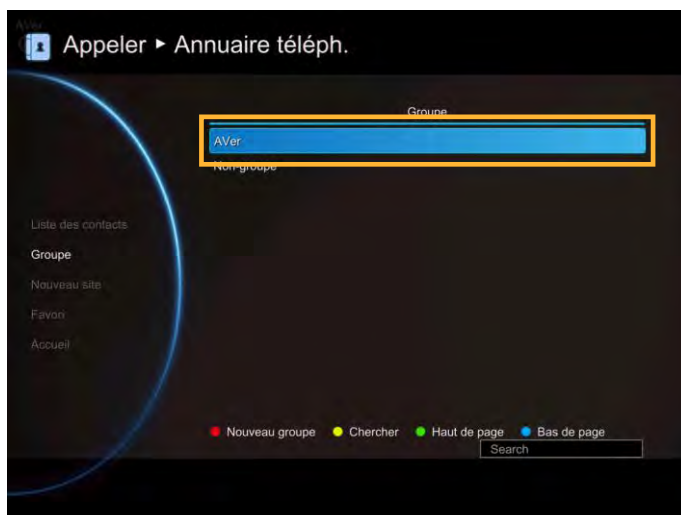 AVer
Appeler ▸ Annuaire téléph.
Groupe
AVer
Non-groupe
Liste des contacts
Groupe
Nouveau site
Favori
Accueil
Nouveau groupe Chercher Haut de page Bas de page
Search